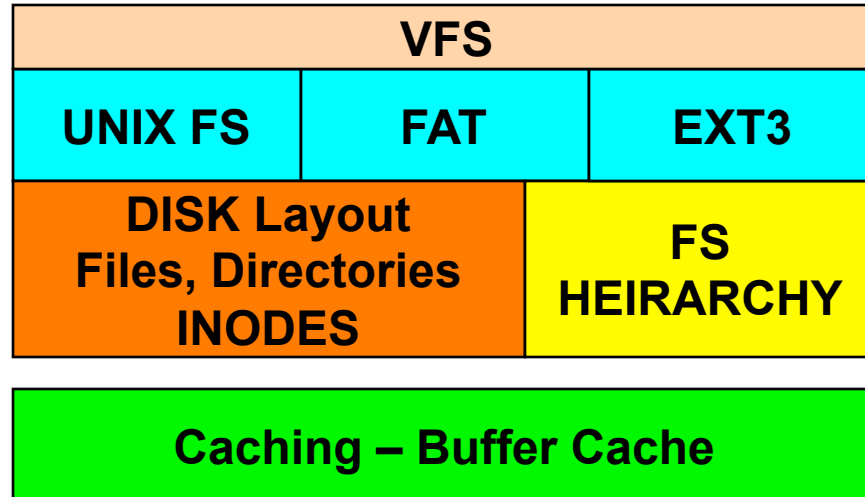 VFS
UNIX FS
FAT
EXT3
DISK Layout
Files, Directories
INODES
FS
HEIRARCHY
Caching – Buffer Cache